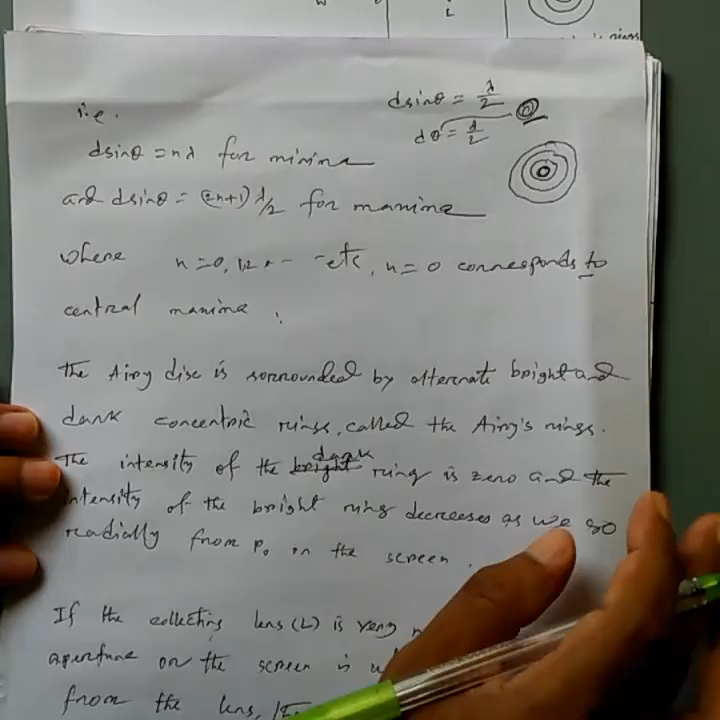 dsinθ = λ/2
i.e.
dθ = λ/2
dsinθ = nλ for minima
and dsinθ = (2n+1) λ/2 for maxima
where n = 0, 1, 2, - - - etc, n = 0 corresponds to
central maxima.
The Airy disc is sorrounded by alternate bright and
dark concentric rings, called the Airy's rings.
dark
The intensity of the bright ring is zero and the
intensity of the bright ring decreases as we go
readially from P₀ on the screen.
If the collecting lens (L) is very
aperture on the screen is
from the lens,